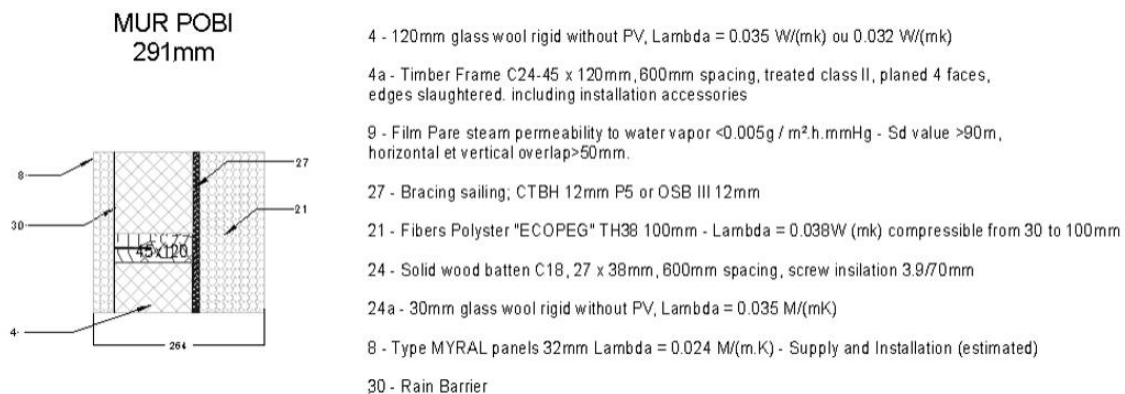 MUR POBI
291mm
4 - 120mm glass wool rigid without PV, Lambda = 0.035 W/(mk) ou 0.032 W/(mk)
4a - Timber Frame C24-45 x 120mm, 600mm spacing, treated class II, planed 4 faces,
edges slaughtered. including installation accessories
9 - Film Pare steam permeability to water vapor <0.005g / m².h.mmHg - Sd value >90m,
horizontal et vertical overlap>50mm.
27 - Bracing sailing; CTBH 12mm P5 or OSB III 12mm
21 - Fibers Polyster "ECOPEG" TH38 100mm - Lambda = 0.038W (mk) compressible from 30 to 100mm
24 - Solid wood batten C18, 27 x 38mm, 600mm spacing, screw insilation 3.9/70mm
24a - 30mm glass wool rigid without PV, Lambda = 0.035 M/(mK)
8 - Type MYRAL panels 32mm Lambda = 0.024 M/(m.K) - Supply and Installation (estimated)
30 - Rain Barrier
8
27
30
21
45x120
4
264